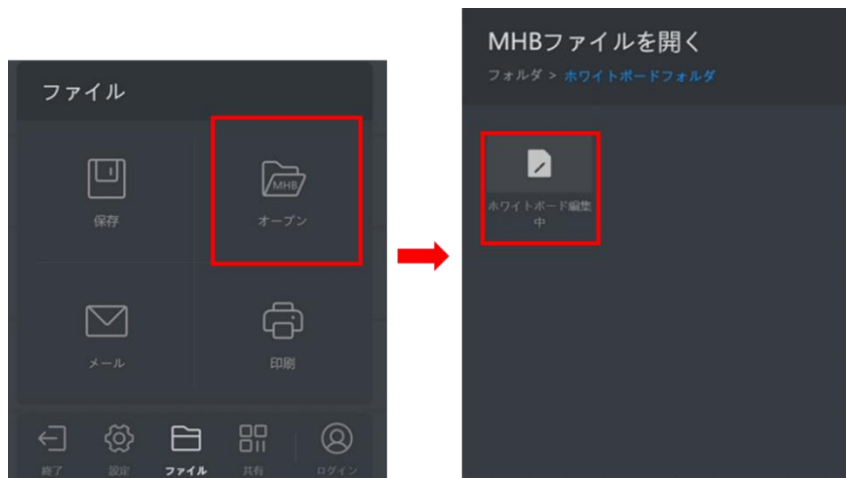 ファイル
保存
MHB
オープン
メール
印刷
終了
設定
ファイル
共有
ログイン
MHBファイルを開く
フォルダ > ホワイトボードフォルダ
ホワイトボード編集
中